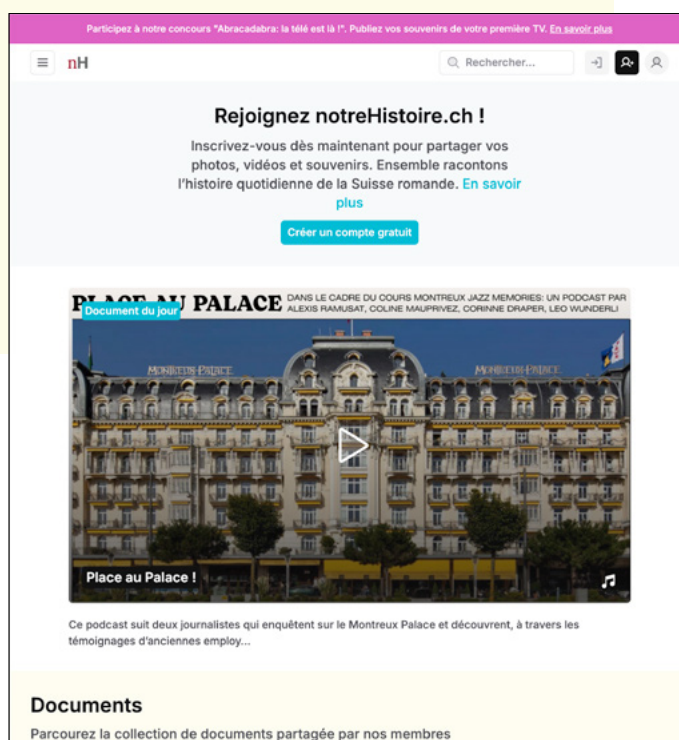 Participez à notre concours "Abracadabra: la télé est là !". Publiez vos souvenirs de votre première TV. En savoir plus
nH
Rechercher...
Rejoignez notreHistoire.ch !
Inscrivez-vous dès maintenant pour partager vos
photos, vidéos et souvenirs. Ensemble racontons
l'histoire quotidienne de la Suisse romande. En savoir
plus
Créer un compte gratuit
PLACE AU PALACE
DANS LE CADRE DU COURS MONTREUX JAZZ MEMORIES: UN PODCAST PAR
ALEXIS RAMUSAT, COLINE MAUPRIVEZ, CORINNE DRAPER, LEO WUNDERLI
Document du jour
MONTREUX-PALACE
MONTREUX-PALACE
Place au Palace !
Ce podcast suit deux journalistes qui enquêtent sur le Montreux Palace et découvrent, à travers les
témoignages d'anciennes employ...
Documents
Parcourez la collection de documents partagée par nos membres